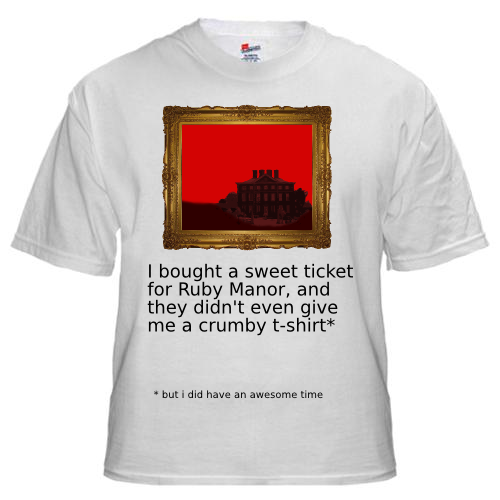 I bought a sweet ticket
for Ruby Manor, and
they didn't even give
me a crumby t-shirt*
* but i did have an awesome time